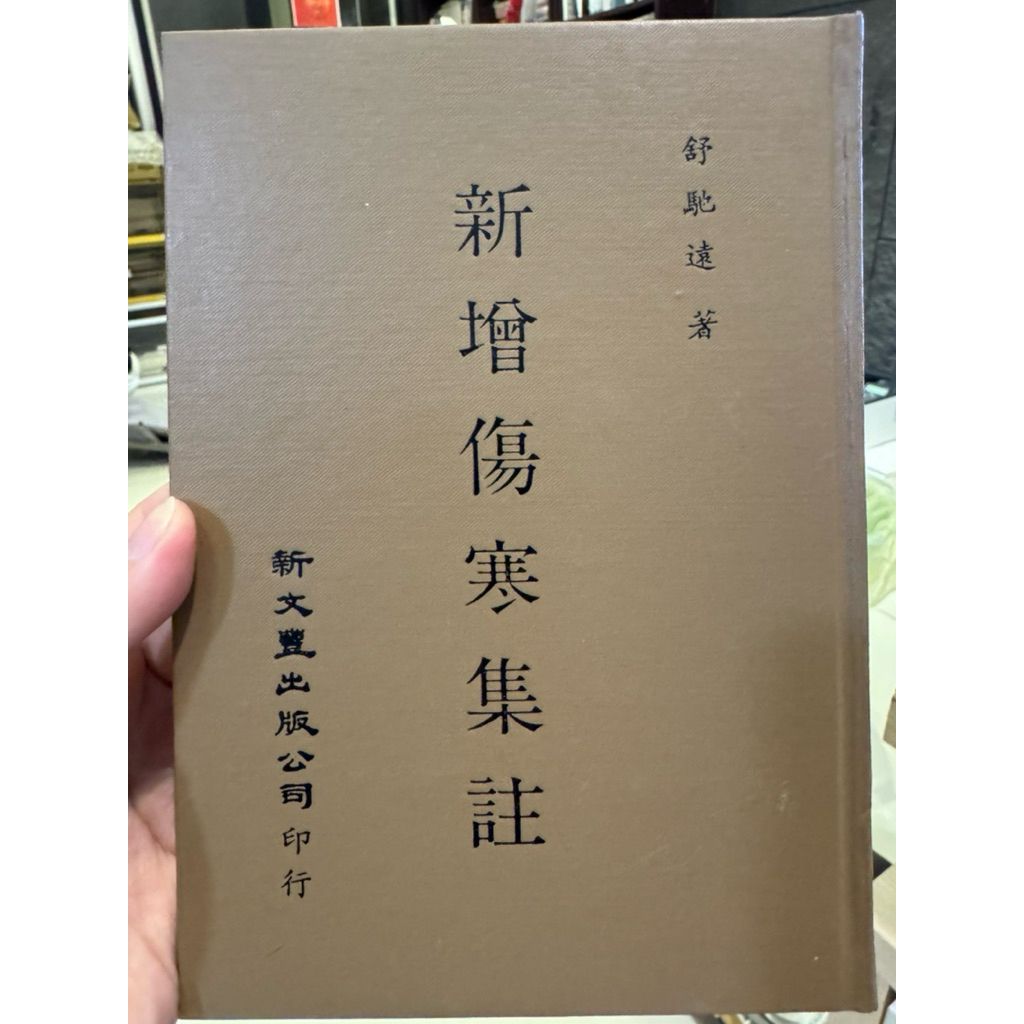 舒馳遠 著
新增傷寒集註
新文豐出版公司印行